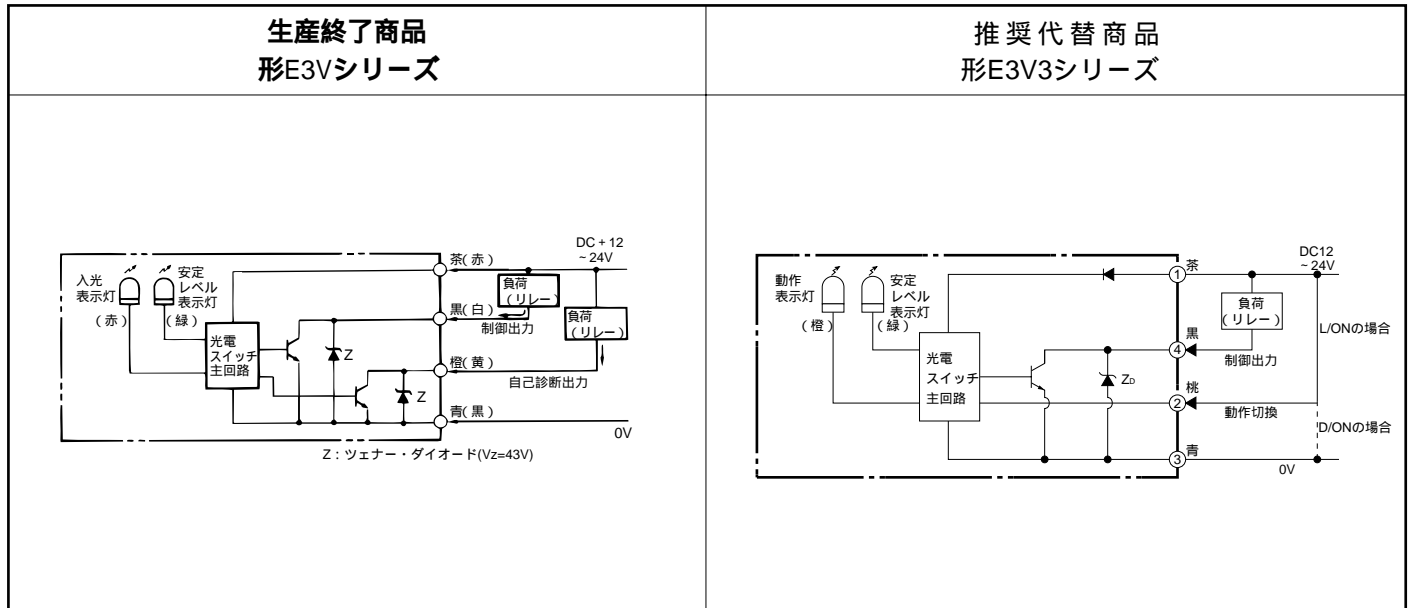 生産終了商品
形E3Vシリーズ
推奨代替商品
形E3V3シリーズ
入光
表示灯
(赤)
安定
レベル
表示灯
(緑)
光電
スイッチ
主回路
Z
Z
茶(赤)
黒(白)
制御出力
橙(黄)
自己診断出力
青(黒)
負荷
(リレー)
負荷
(リレー)
DC+12
~24V
0V
Z:ツェナー・ダイオード(Vz=43V)
動作
表示灯
(橙)
安定
レベル
表示灯
(緑)
光電
スイッチ
主回路
ZD
1
茶
4
黒
制御出力
2
桃
動作切換
3
青
負荷
(リレー)
DC12
~24V
L/ONの場合
D/ONの場合
0V